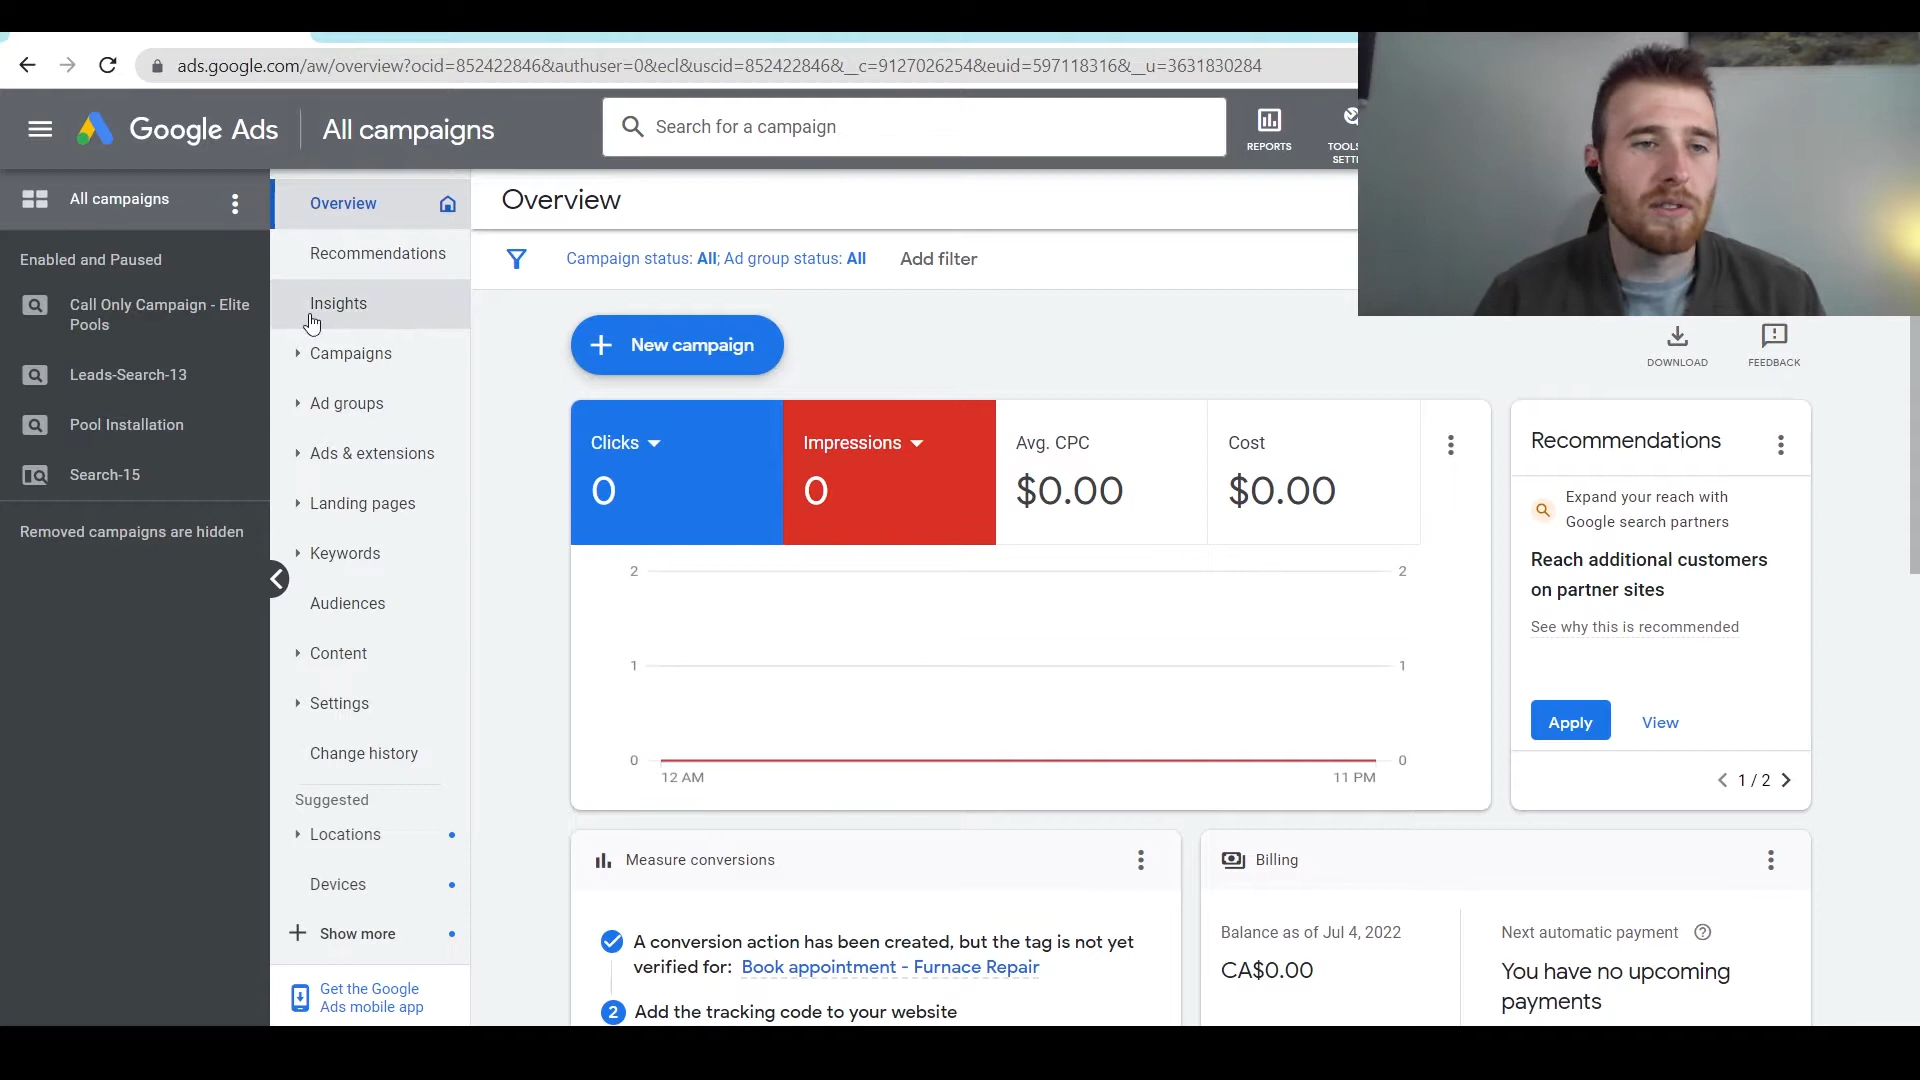 ads.google.com/aw/overview?ocid=852422846&authuser=0&ecl&uscid=852422846&__c=9127026254&euid=597118316&__u=3631830284
Google Ads
All campaigns
Search for a campaign
REPORTS
TOOLS
SETTI
All campaigns
Enabled and Paused
Call Only Campaign - Elite
Pools
Leads-Search-13
Pool Installation
Search-15
Removed campaigns are hidden
Overview
Recommendations
Insights
Campaigns
Ad groups
Ads & extensions
Landing pages
Keywords
Audiences
Content
Settings
Change history
Suggested
Locations
Devices
Show more
Get the Google
Ads mobile app
Overview
Campaign status: All; Ad group status: All
Add filter
New campaign
DOWNLOAD
FEEDBACK
Clicks
0
Impressions
0
Avg. CPC
$0.00
Cost
$0.00
2
2
1
1
0
0
12 AM
11 PM
Recommendations
Expand your reach with
Google search partners
Reach additional customers
on partner sites
See why this is recommended
Apply
View
1 / 2
Measure conversions
A conversion action has been created, but the tag is not yet
verified for: Book appointment - Furnace Repair
2 Add the tracking code to your website
Billing
Balance as of Jul 4, 2022
CA$0.00
Next automatic payment
You have no upcoming
payments